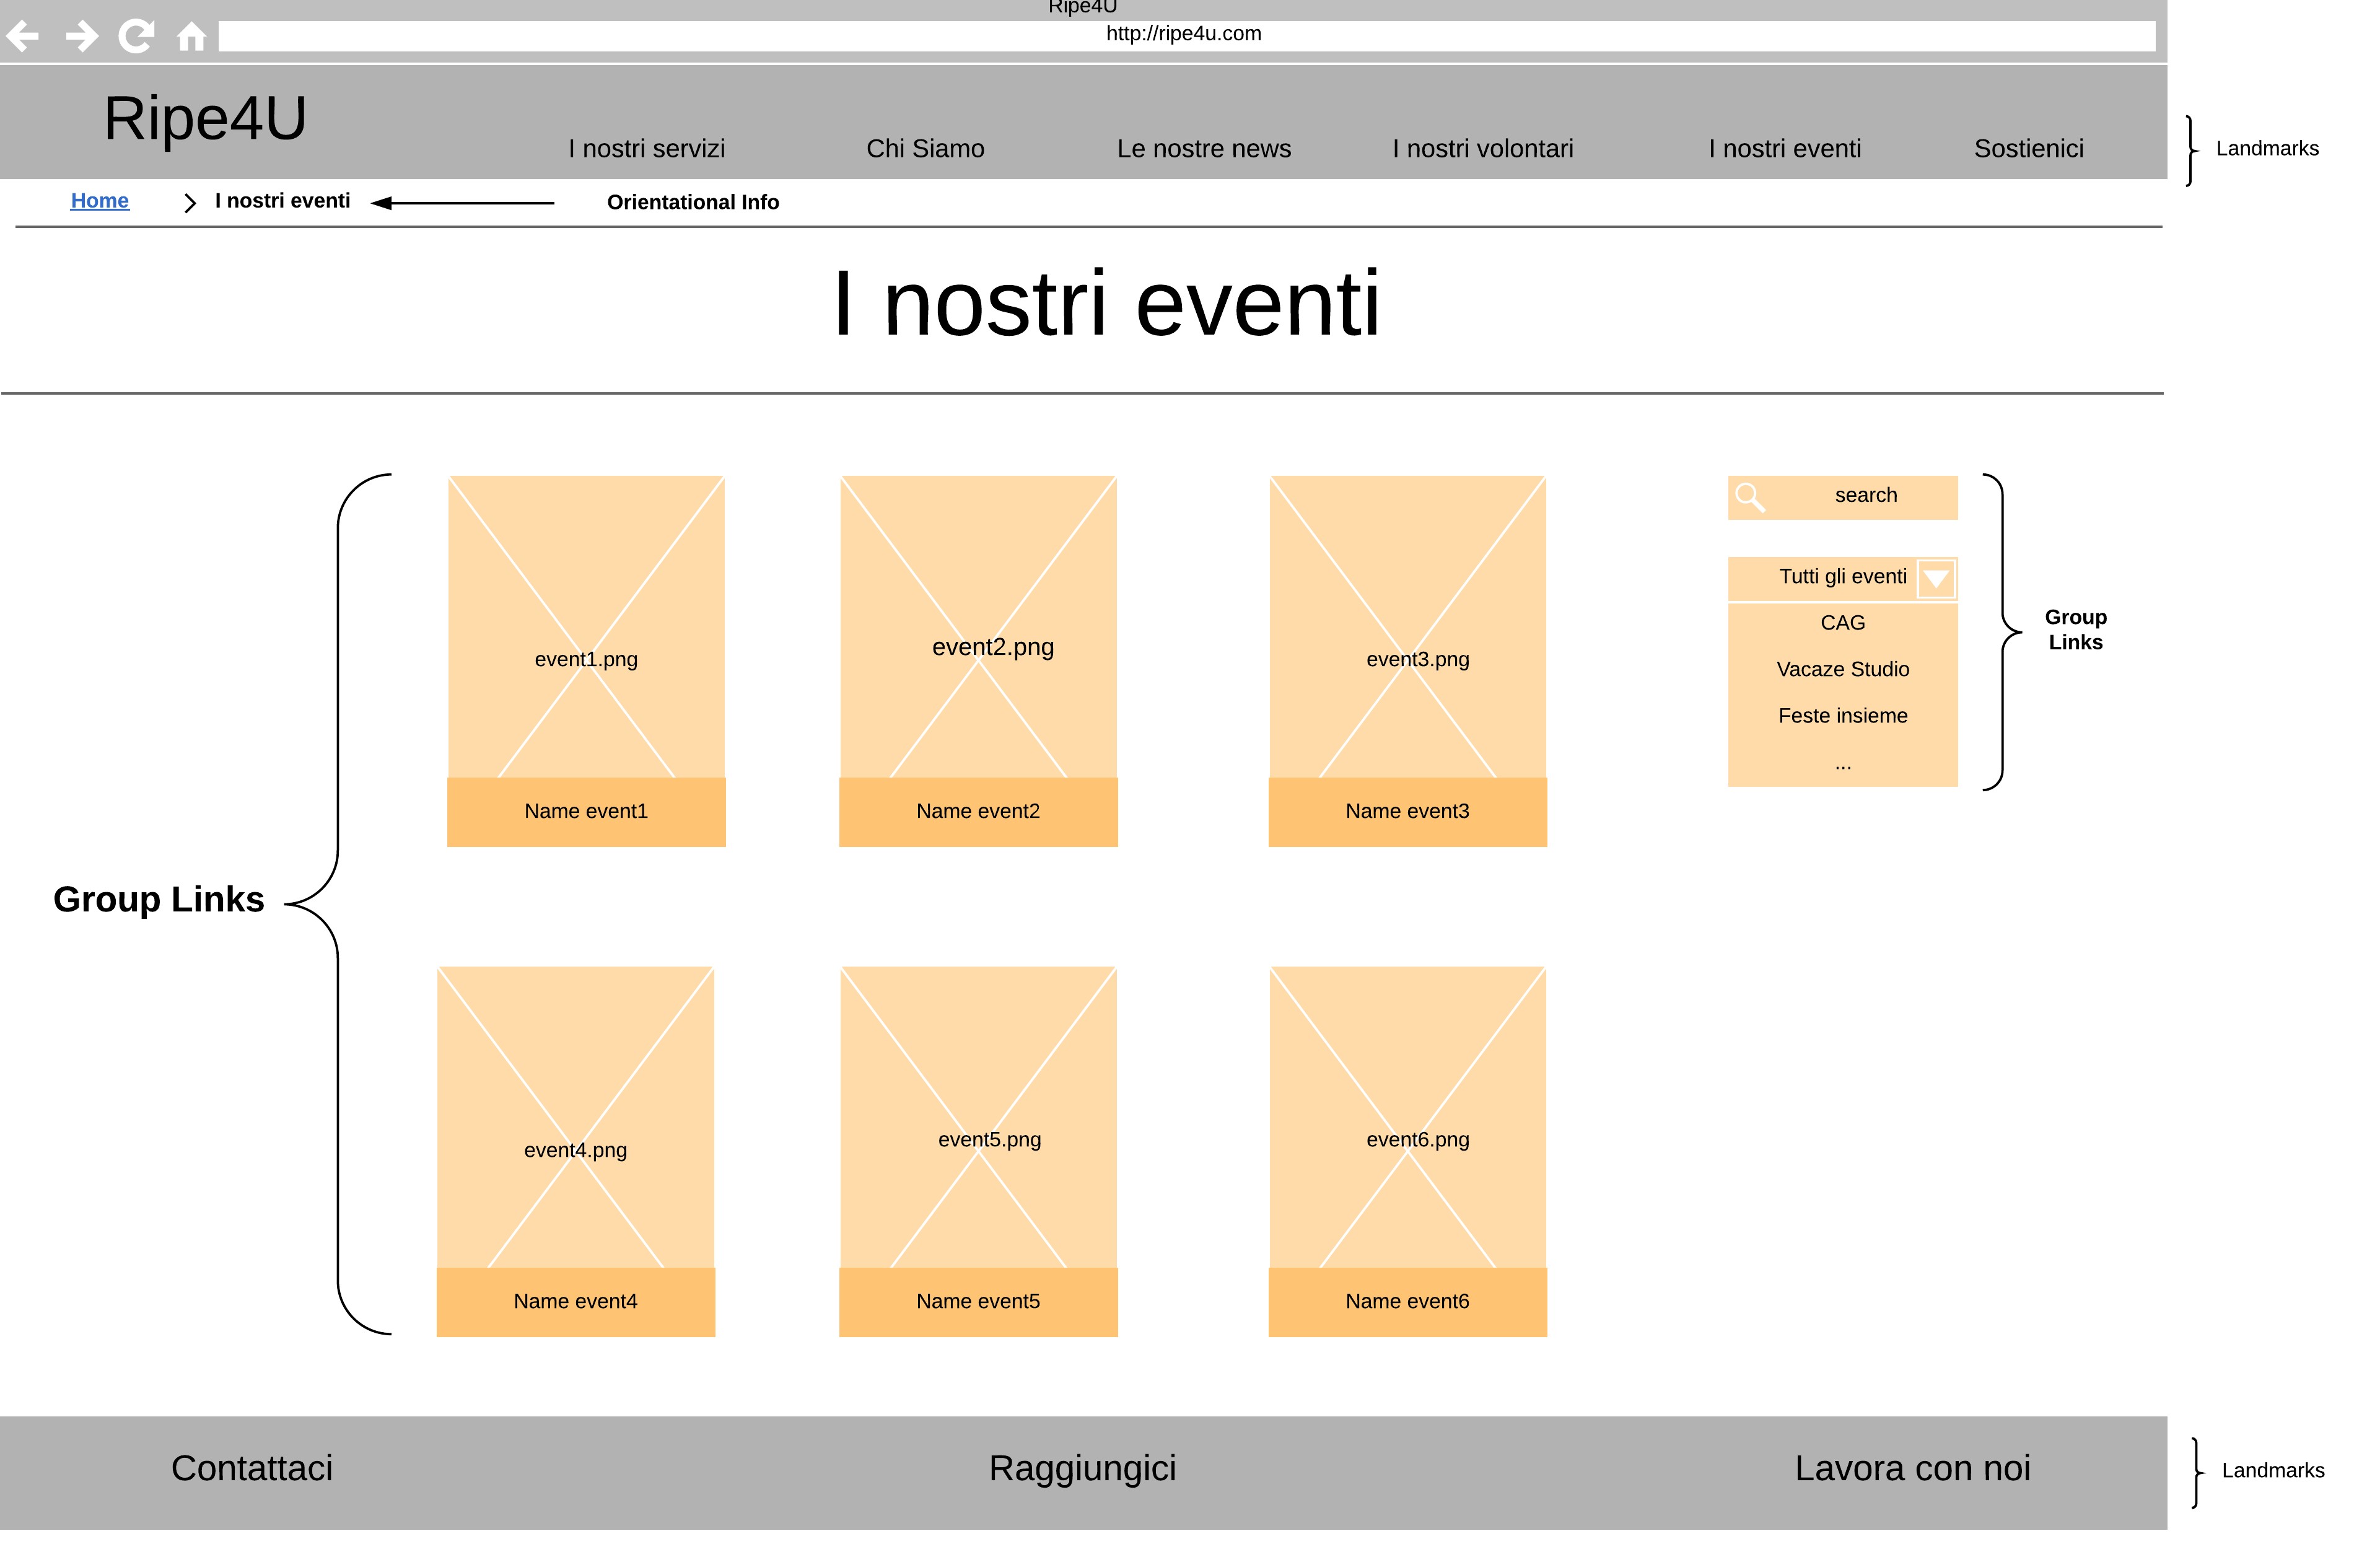 Ripe4U
http://ripe4u.com
Ripe4U
I nostri servizi
Chi Siamo
Le nostre news
I nostri volontari
I nostri eventi
Sostienici
Landmarks
Home
I nostri eventi
Orientational Info
I nostri eventi
event1.png
event2.png
event3.png
Name event1
Name event2
Name event3
search
Tutti gli eventi
CAG
Vacaze Studio
Feste insieme
...
Group
Links
Group Links
event4.png
event5.png
event6.png
Name event4
Name event5
Name event6
Contattaci
Raggiungici
Lavora con noi
Landmarks